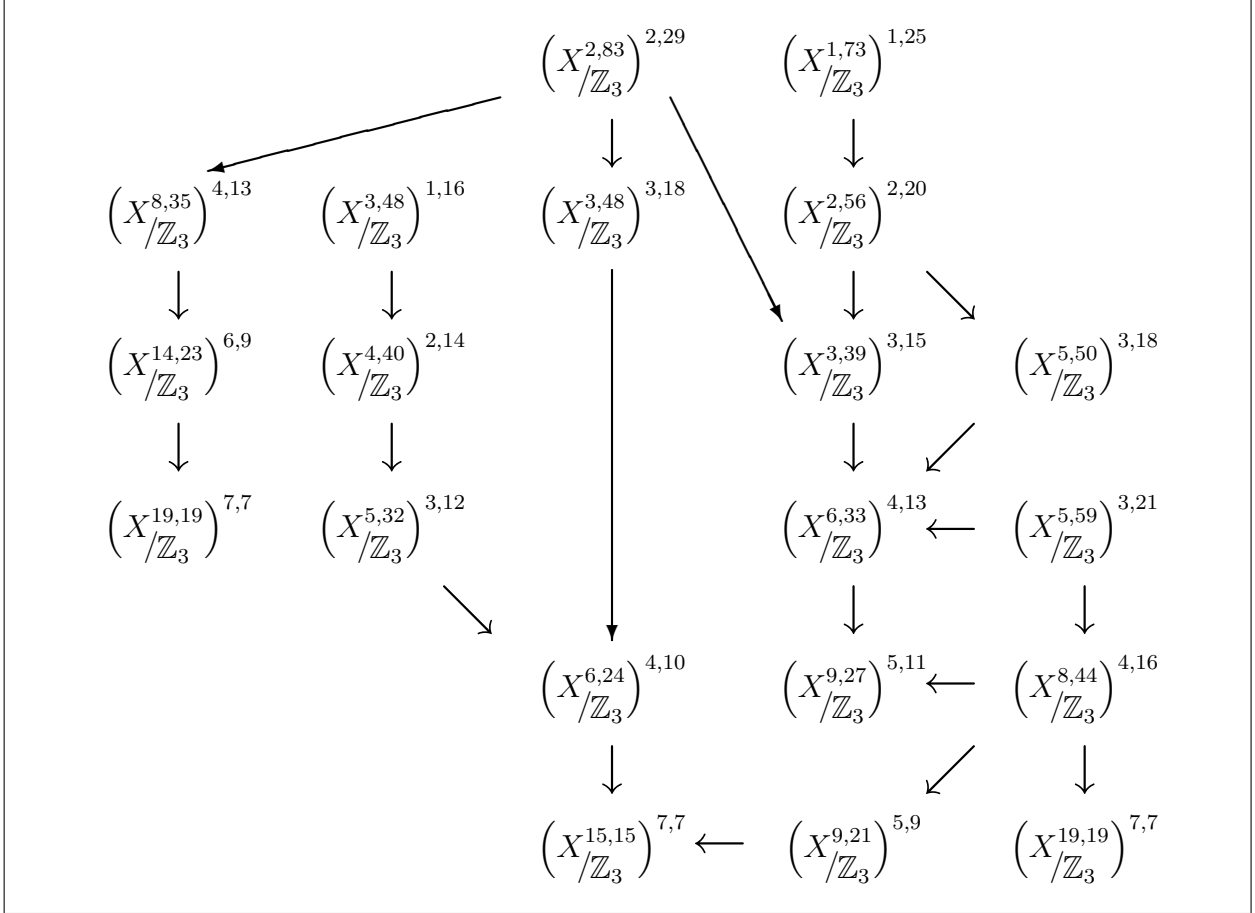 (X^{2,83}/ℤ_3)^{2,29} (X^{1,73}/ℤ_3)^{1,25}
(X^{8,35}/ℤ_3)^{4,13} (X^{3,48}/ℤ_3)^{1,16} (X^{3,48}/ℤ_3)^{3,18} (X^{2,56}/ℤ_3)^{2,20}
(X^{14,23}/ℤ_3)^{6,9} (X^{4,40}/ℤ_3)^{2,14} (X^{3,39}/ℤ_3)^{3,15} (X^{5,50}/ℤ_3)^{3,18}
(X^{19,19}/ℤ_3)^{7,7} (X^{5,32}/ℤ_3)^{3,12} (X^{6,33}/ℤ_3)^{4,13} (X^{5,59}/ℤ_3)^{3,21}
(X^{6,24}/ℤ_3)^{4,10} (X^{9,27}/ℤ_3)^{5,11} (X^{8,44}/ℤ_3)^{4,16}
(X^{15,15}/ℤ_3)^{7,7} (X^{9,21}/ℤ_3)^{5,9} (X^{19,19}/ℤ_3)^{7,7}